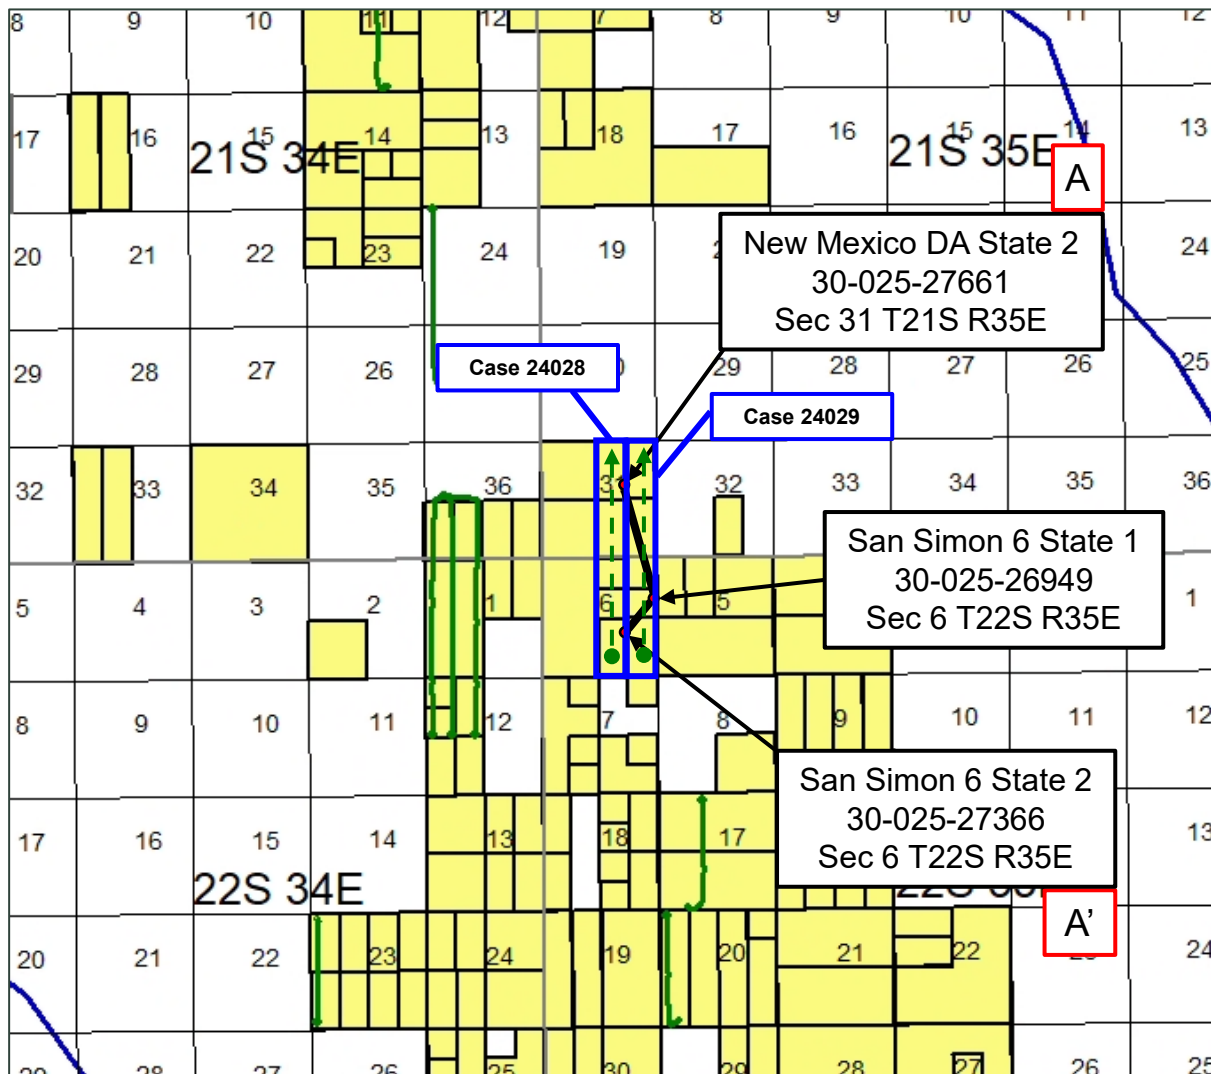 8 9 10 11 12 7 8 9 10 11 12
17 16 15 14 13 18 17 16 15 14 13
21S 34E 21S 35E
A
20 21 22 23 24 19 24
New Mexico DA State 2
30-025-27661
Sec 31 T21S R35E
29 28 27 26 29 28 27 26 25
Case 24028
Case 24029
32 33 34 35 36 31 32 33 34 35 36
San Simon 6 State 1
30-025-26949
Sec 6 T22S R35E
5 4 3 2 1 6 5 1
8 9 10 11 12 7 8 9 10 11 12
San Simon 6 State 2
30-025-27366
Sec 6 T22S R35E
17 16 15 14 13 18 17 13
22S 34E
A'
20 21 22 23 24 19 20 21 22 24
29 28 27 26 25 30 29 28 27 26 25